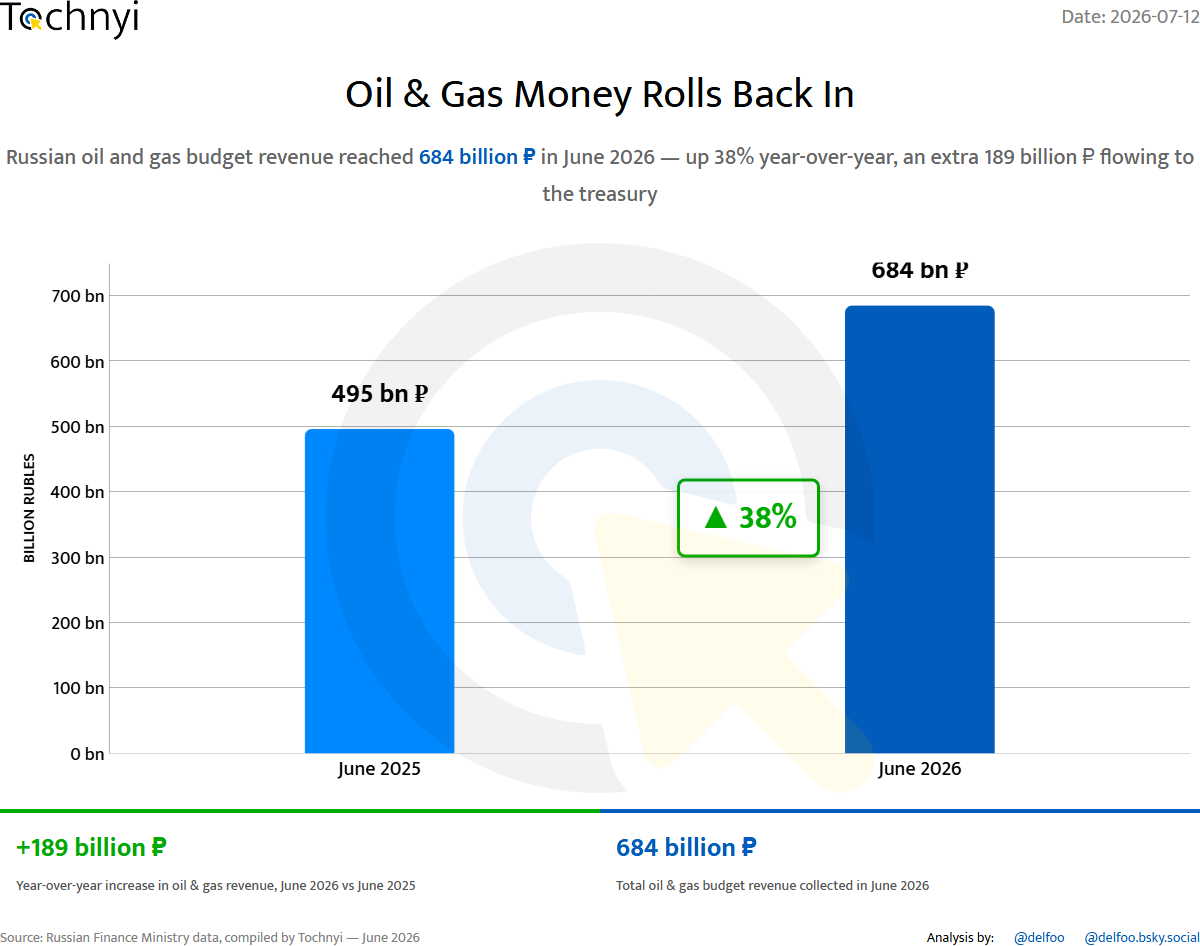 Tochnyi
Date: 2026-07-12
Oil & Gas Money Rolls Back In
Russian oil and gas budget revenue reached 684 billion ₽ in June 2026 — up 38% year-over-year, an extra 189 billion ₽ flowing to
the treasury
684 bn ₽
700 bn
600 bn
495 bn ₽
500 bn
400 bn
▲ 38%
BILLION RUBLES
300 bn
200 bn
100 bn
0 bn
June 2025
June 2026
+189 billion ₽
684 billion ₽
Year-over-year increase in oil & gas revenue, June 2026 vs June 2025
Total oil & gas budget revenue collected in June 2026
Source: Russian Finance Ministry data, compiled by Tochnyi — June 2026
Analysis by: @delfoo @delfoo.bsky.social